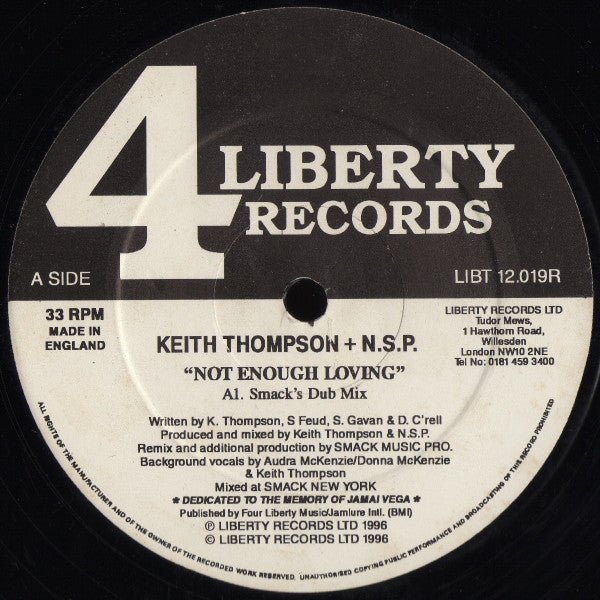 4 LIBERTY
RECORDS
A SIDE
LIBT 12.019R
33 RPM
MADE IN
ENGLAND
LIBERTY RECORDS LTD
Tudor Mews,
1 Hawthorn Road,
Willesden
London NW10 2NE
Tel No: 0181 459 3400
KEITH THOMPSON + N.S.P.
“NOT ENOUGH LOVING”
A1. Smack's Dub Mix
Written by K. Thompson, S Feud, S. Gavan & D. C'rell
Produced and mixed by Keith Thompson & N.S.P.
Remix and additional production by SMACK MUSIC PRO.
Background vocals by Audra McKenzie/Donna McKenzie
& Keith Thompson
Mixed at SMACK NEW YORK
* DEDICATED TO THE MEMORY OF JAMAI VEGA *
Published by Four Liberty Music/Jamlure Intl. (BMI)
℗ LIBERTY RECORDS LTD 1996
© LIBERTY RECORDS LTD 1996
ALL RIGHTS OF THE MANUFACTURER AND OF THE OWNER OF THE RECORDED WORK RESERVED. UNAUTHORISED COPYING PUBLIC PERFORMANCE AND BROADCASTING OF THIS RECORD PROHIBITED